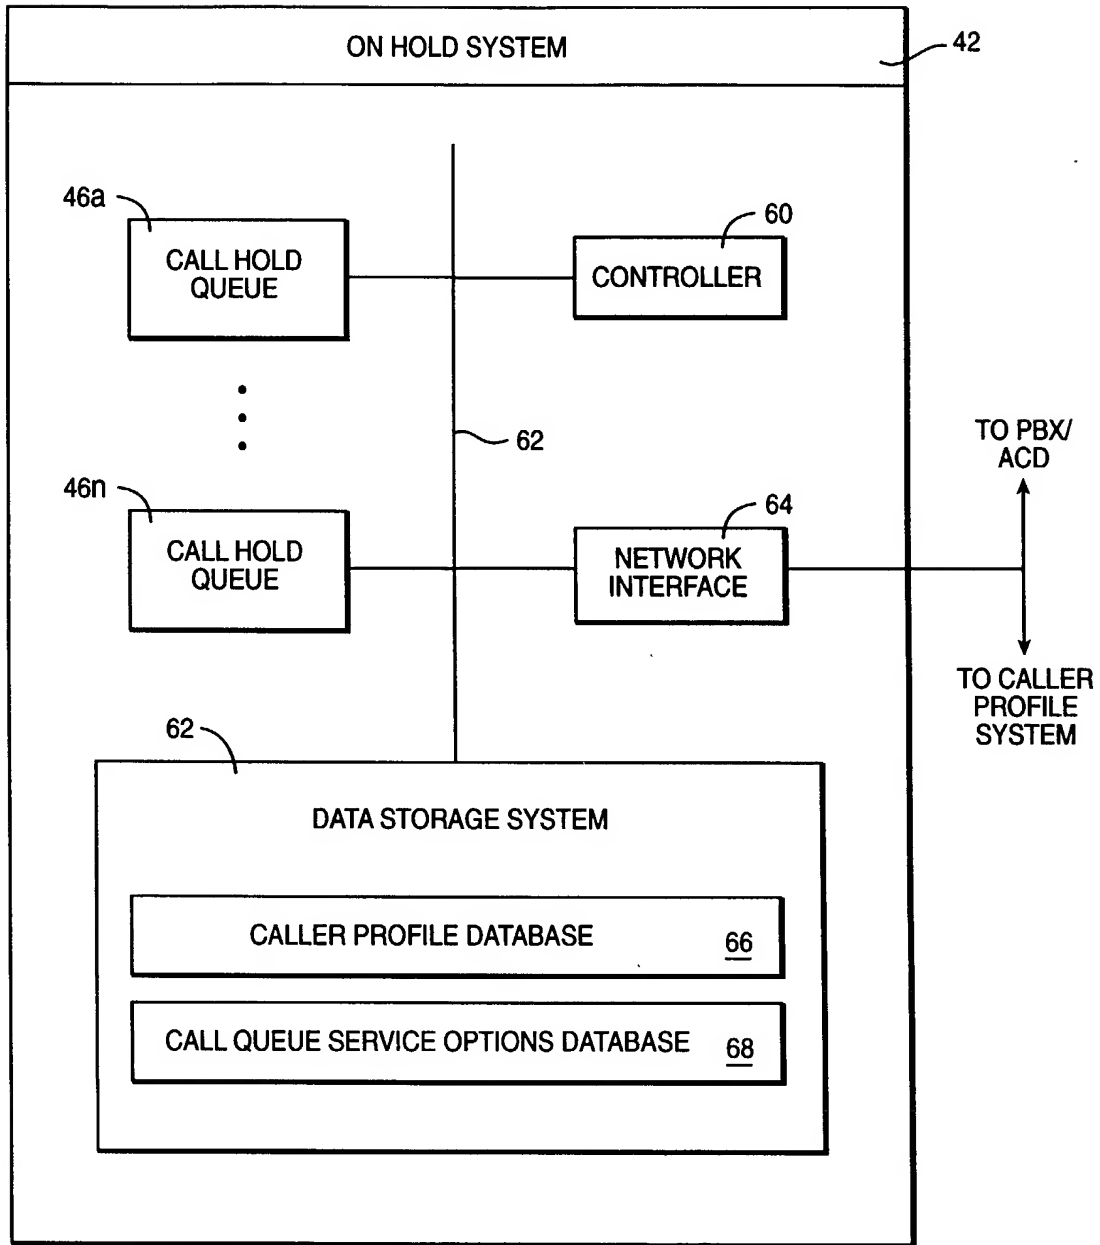 ON HOLD SYSTEM
42
46a
CALL HOLD
QUEUE
60
CONTROLLER
62
46n
CALL HOLD
QUEUE
64
NETWORK
INTERFACE
TO PBX/
ACD
TO CALLER
PROFILE
SYSTEM
62
DATA STORAGE SYSTEM
CALLER PROFILE DATABASE 66
CALL QUEUE SERVICE OPTIONS DATABASE 68